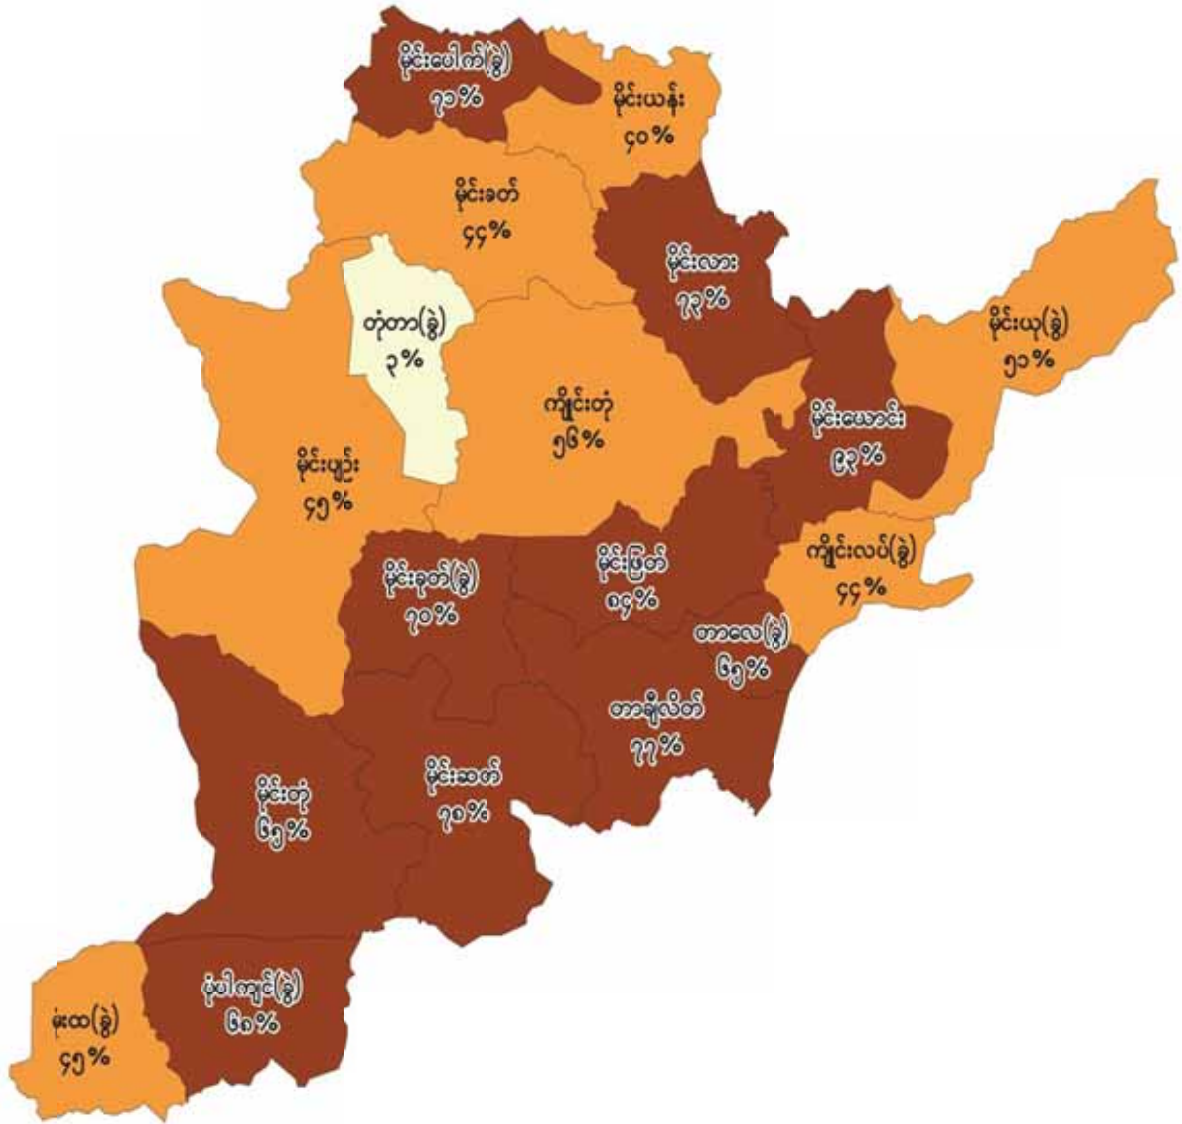 မိုင်းပေါက်(ခွဲ)
၇၁%
မိုင်းယန်း
၄၀%
မိုင်းခတ်
၄၄%
မိုင်းလား
၇၃%
တုံတာ(ခွဲ)
၃%
မိုင်းယု(ခွဲ)
၅၁%
ကျိုင်းတုံ
၅၆%
မိုင်းယောင်း
၉၃%
မိုင်းပျဉ်း
၄၅%
ကျိုင်းလပ်(ခွဲ)
၄၄%
မိုင်းဖြတ်
၈၄%
မိုင်းခုတ်(ခွဲ)
၇၀%
တာလေ(ခွဲ)
၆၅%
တာချီလိတ်
၇၇%
မိုင်းဆတ်
၇၈%
မိုင်းတုံ
၆၅%
ပုံပါကျင်(ခွဲ)
၆၈%
မုံးထ(ခွဲ)
၄၅%